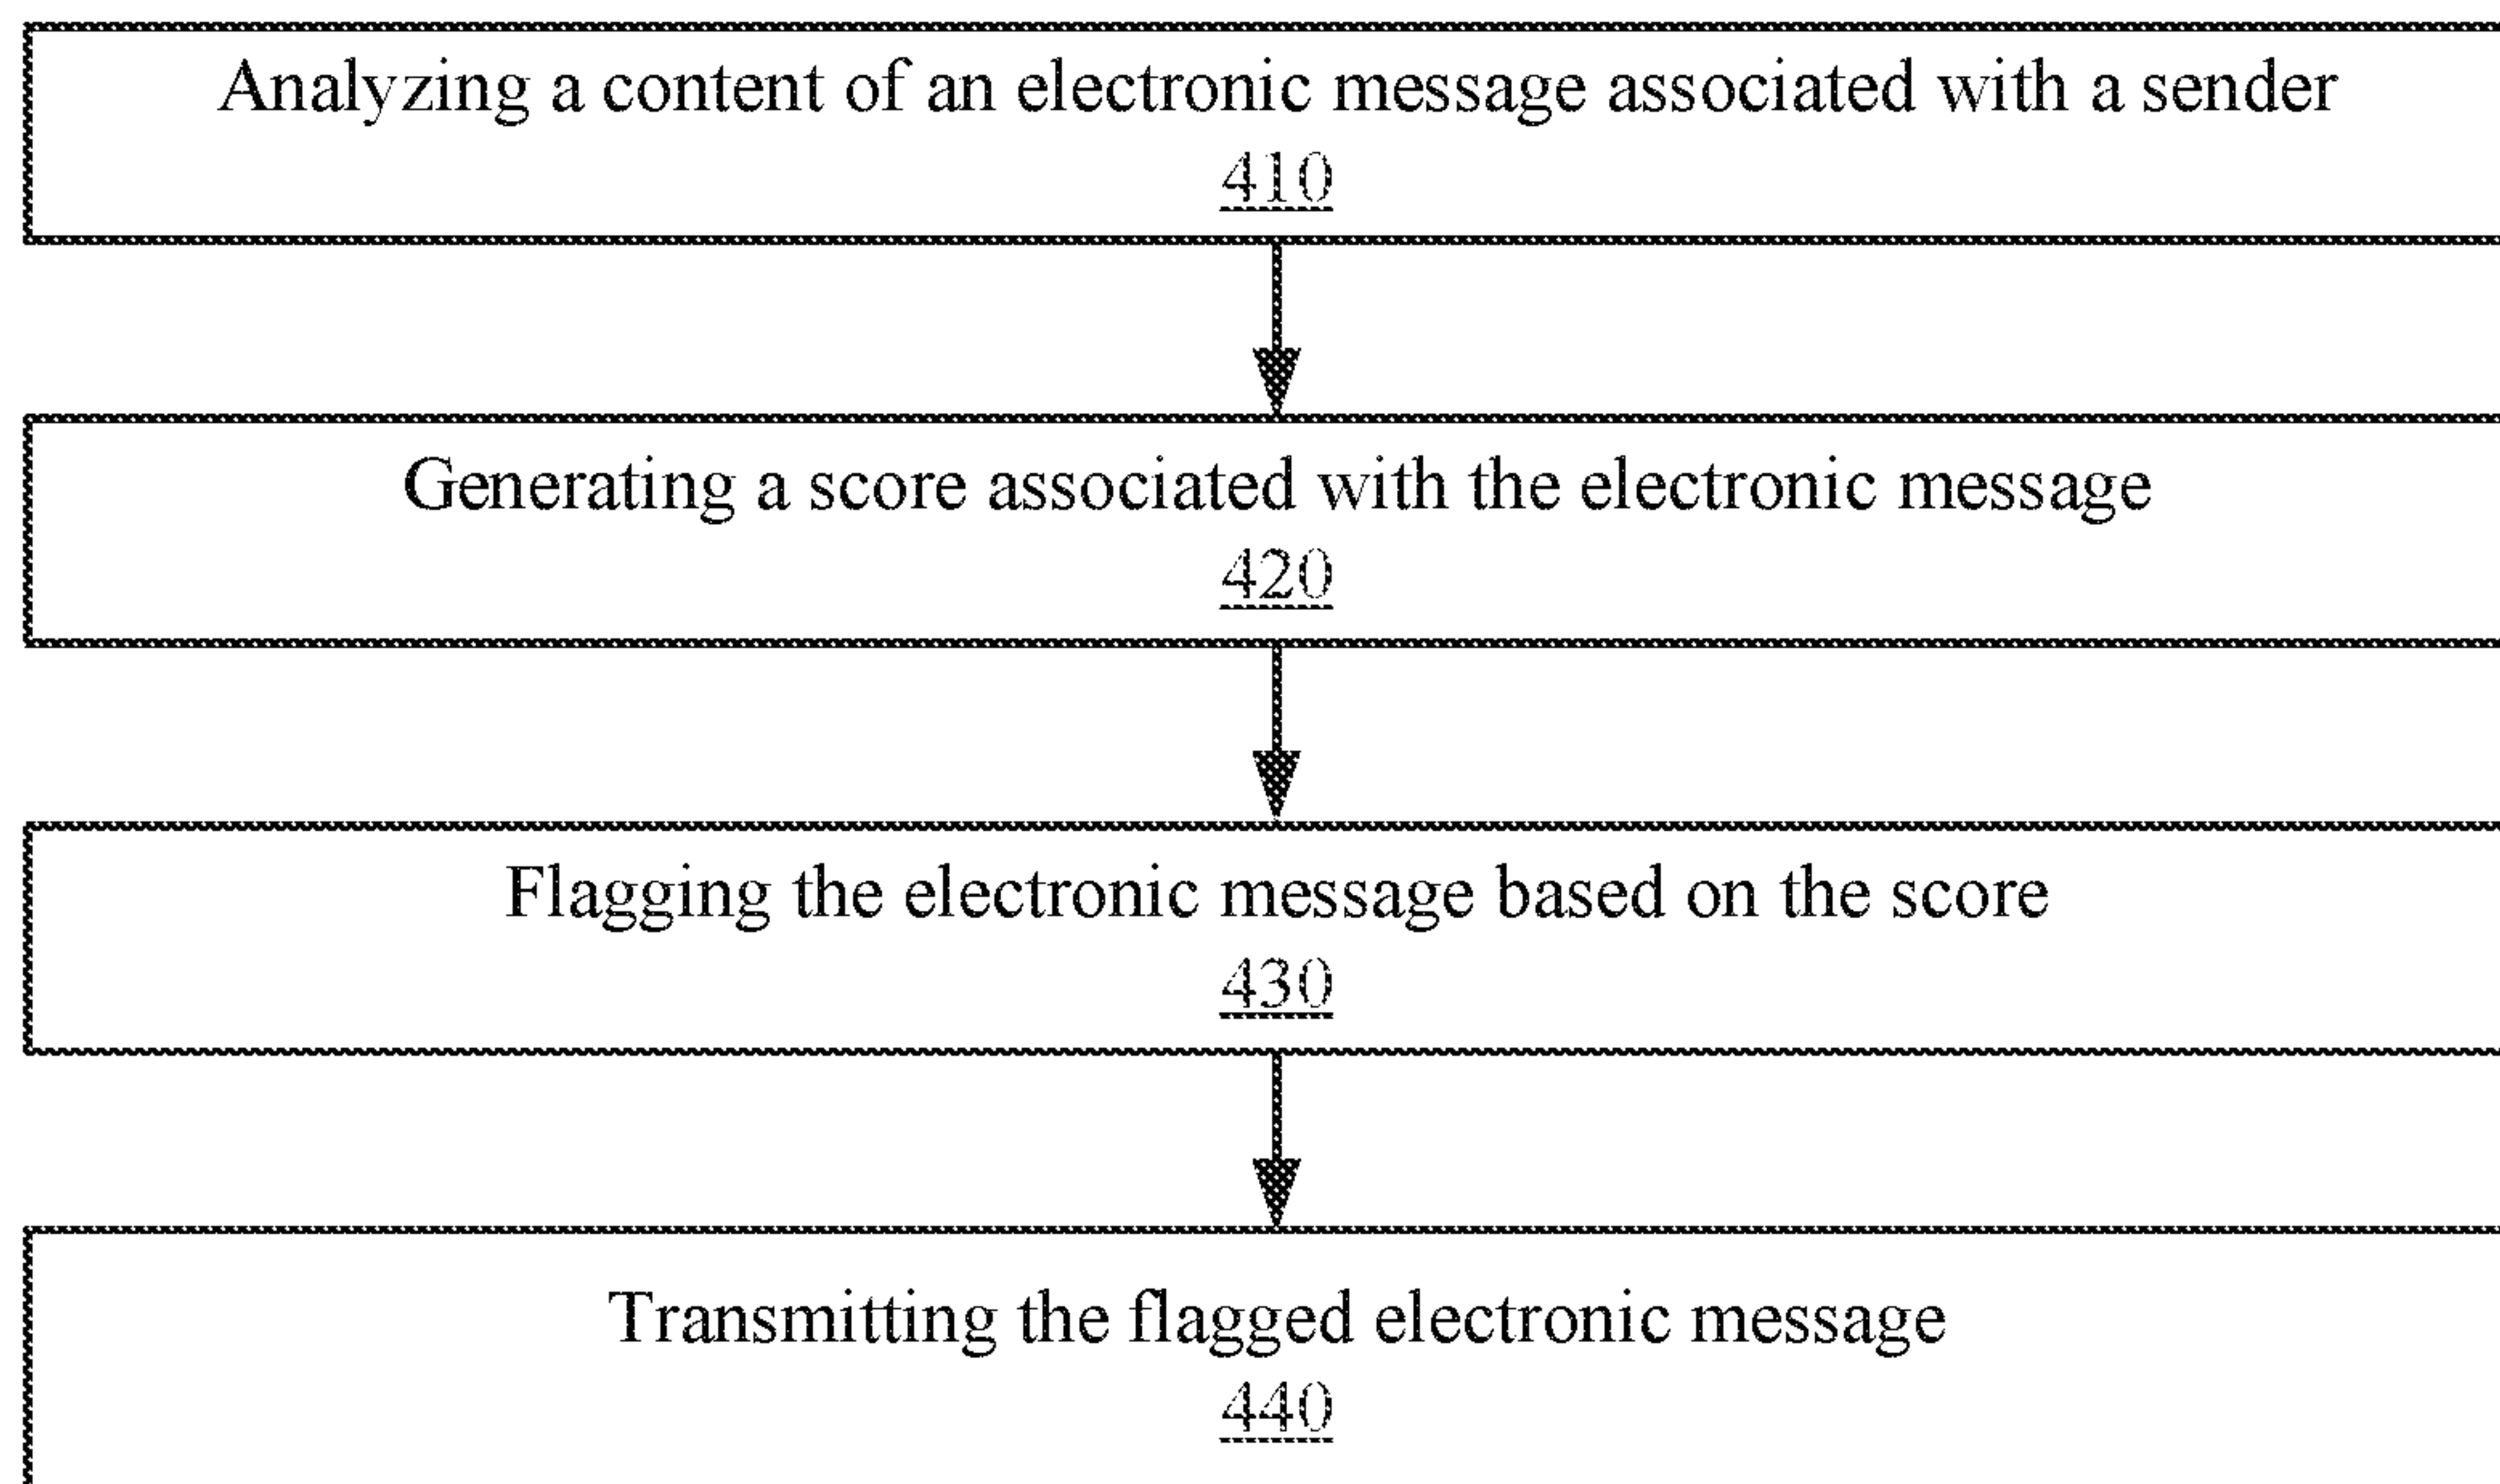 Analyzing a content of an electronic message associated with a sender
410
Generating a score associated with the electronic message
420
Flagging the electronic message based on the score
430
Transmitting the flagged electronic message
440